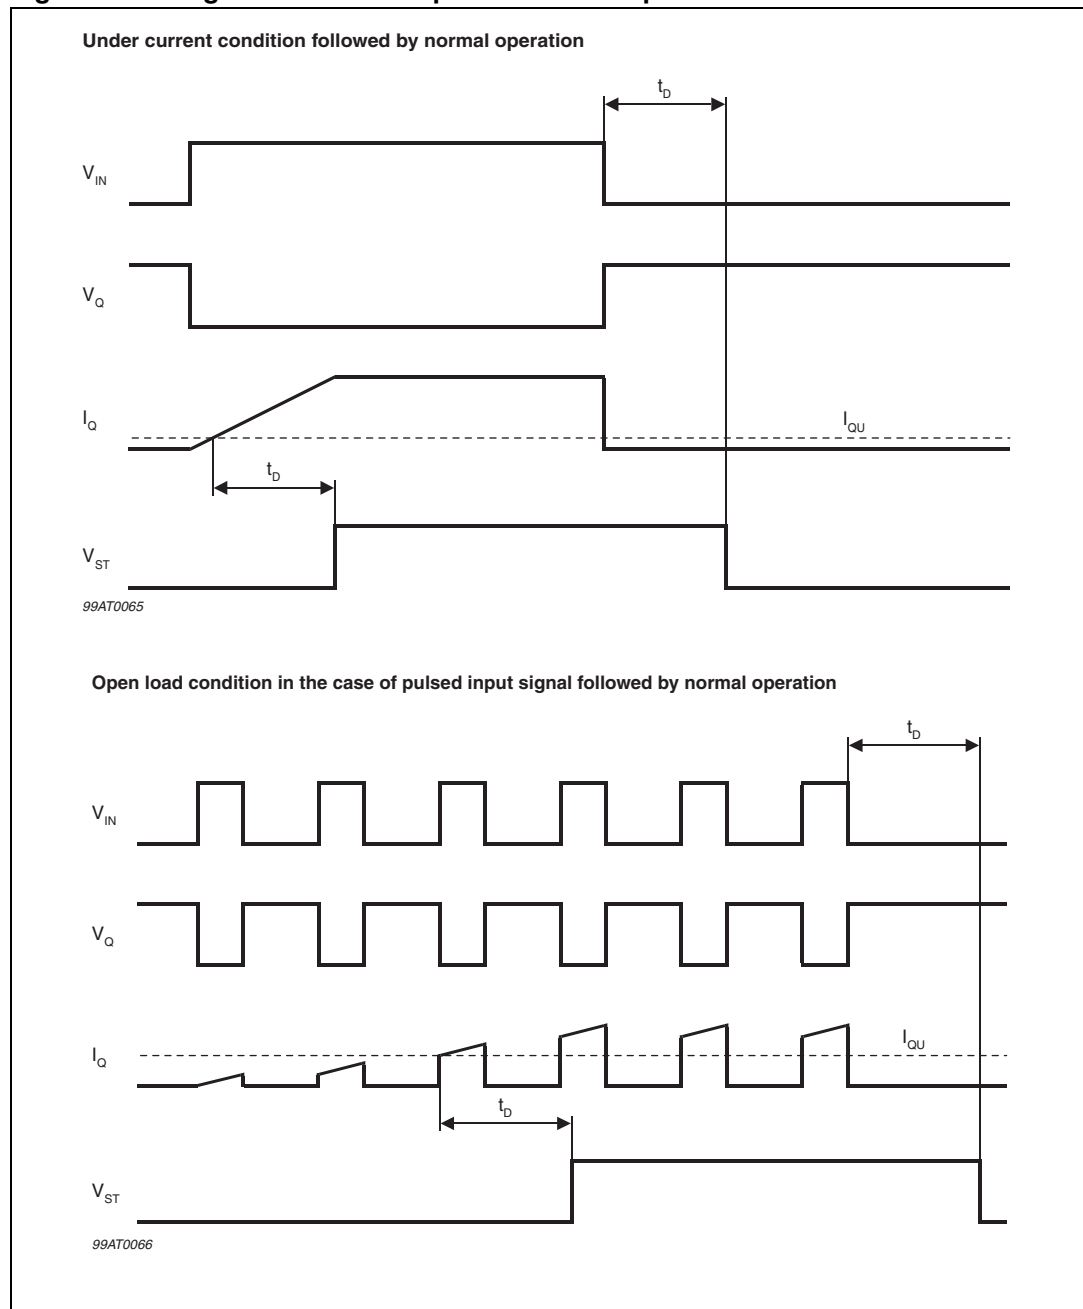 Under current condition followed by normal operation
tD
VIN
VQ
IQ
IQU
tD
VST
99AT0065
Open load condition in the case of pulsed input signal followed by normal operation
tD
VIN
VQ
IQ
IQU
tD
VST
99AT0066